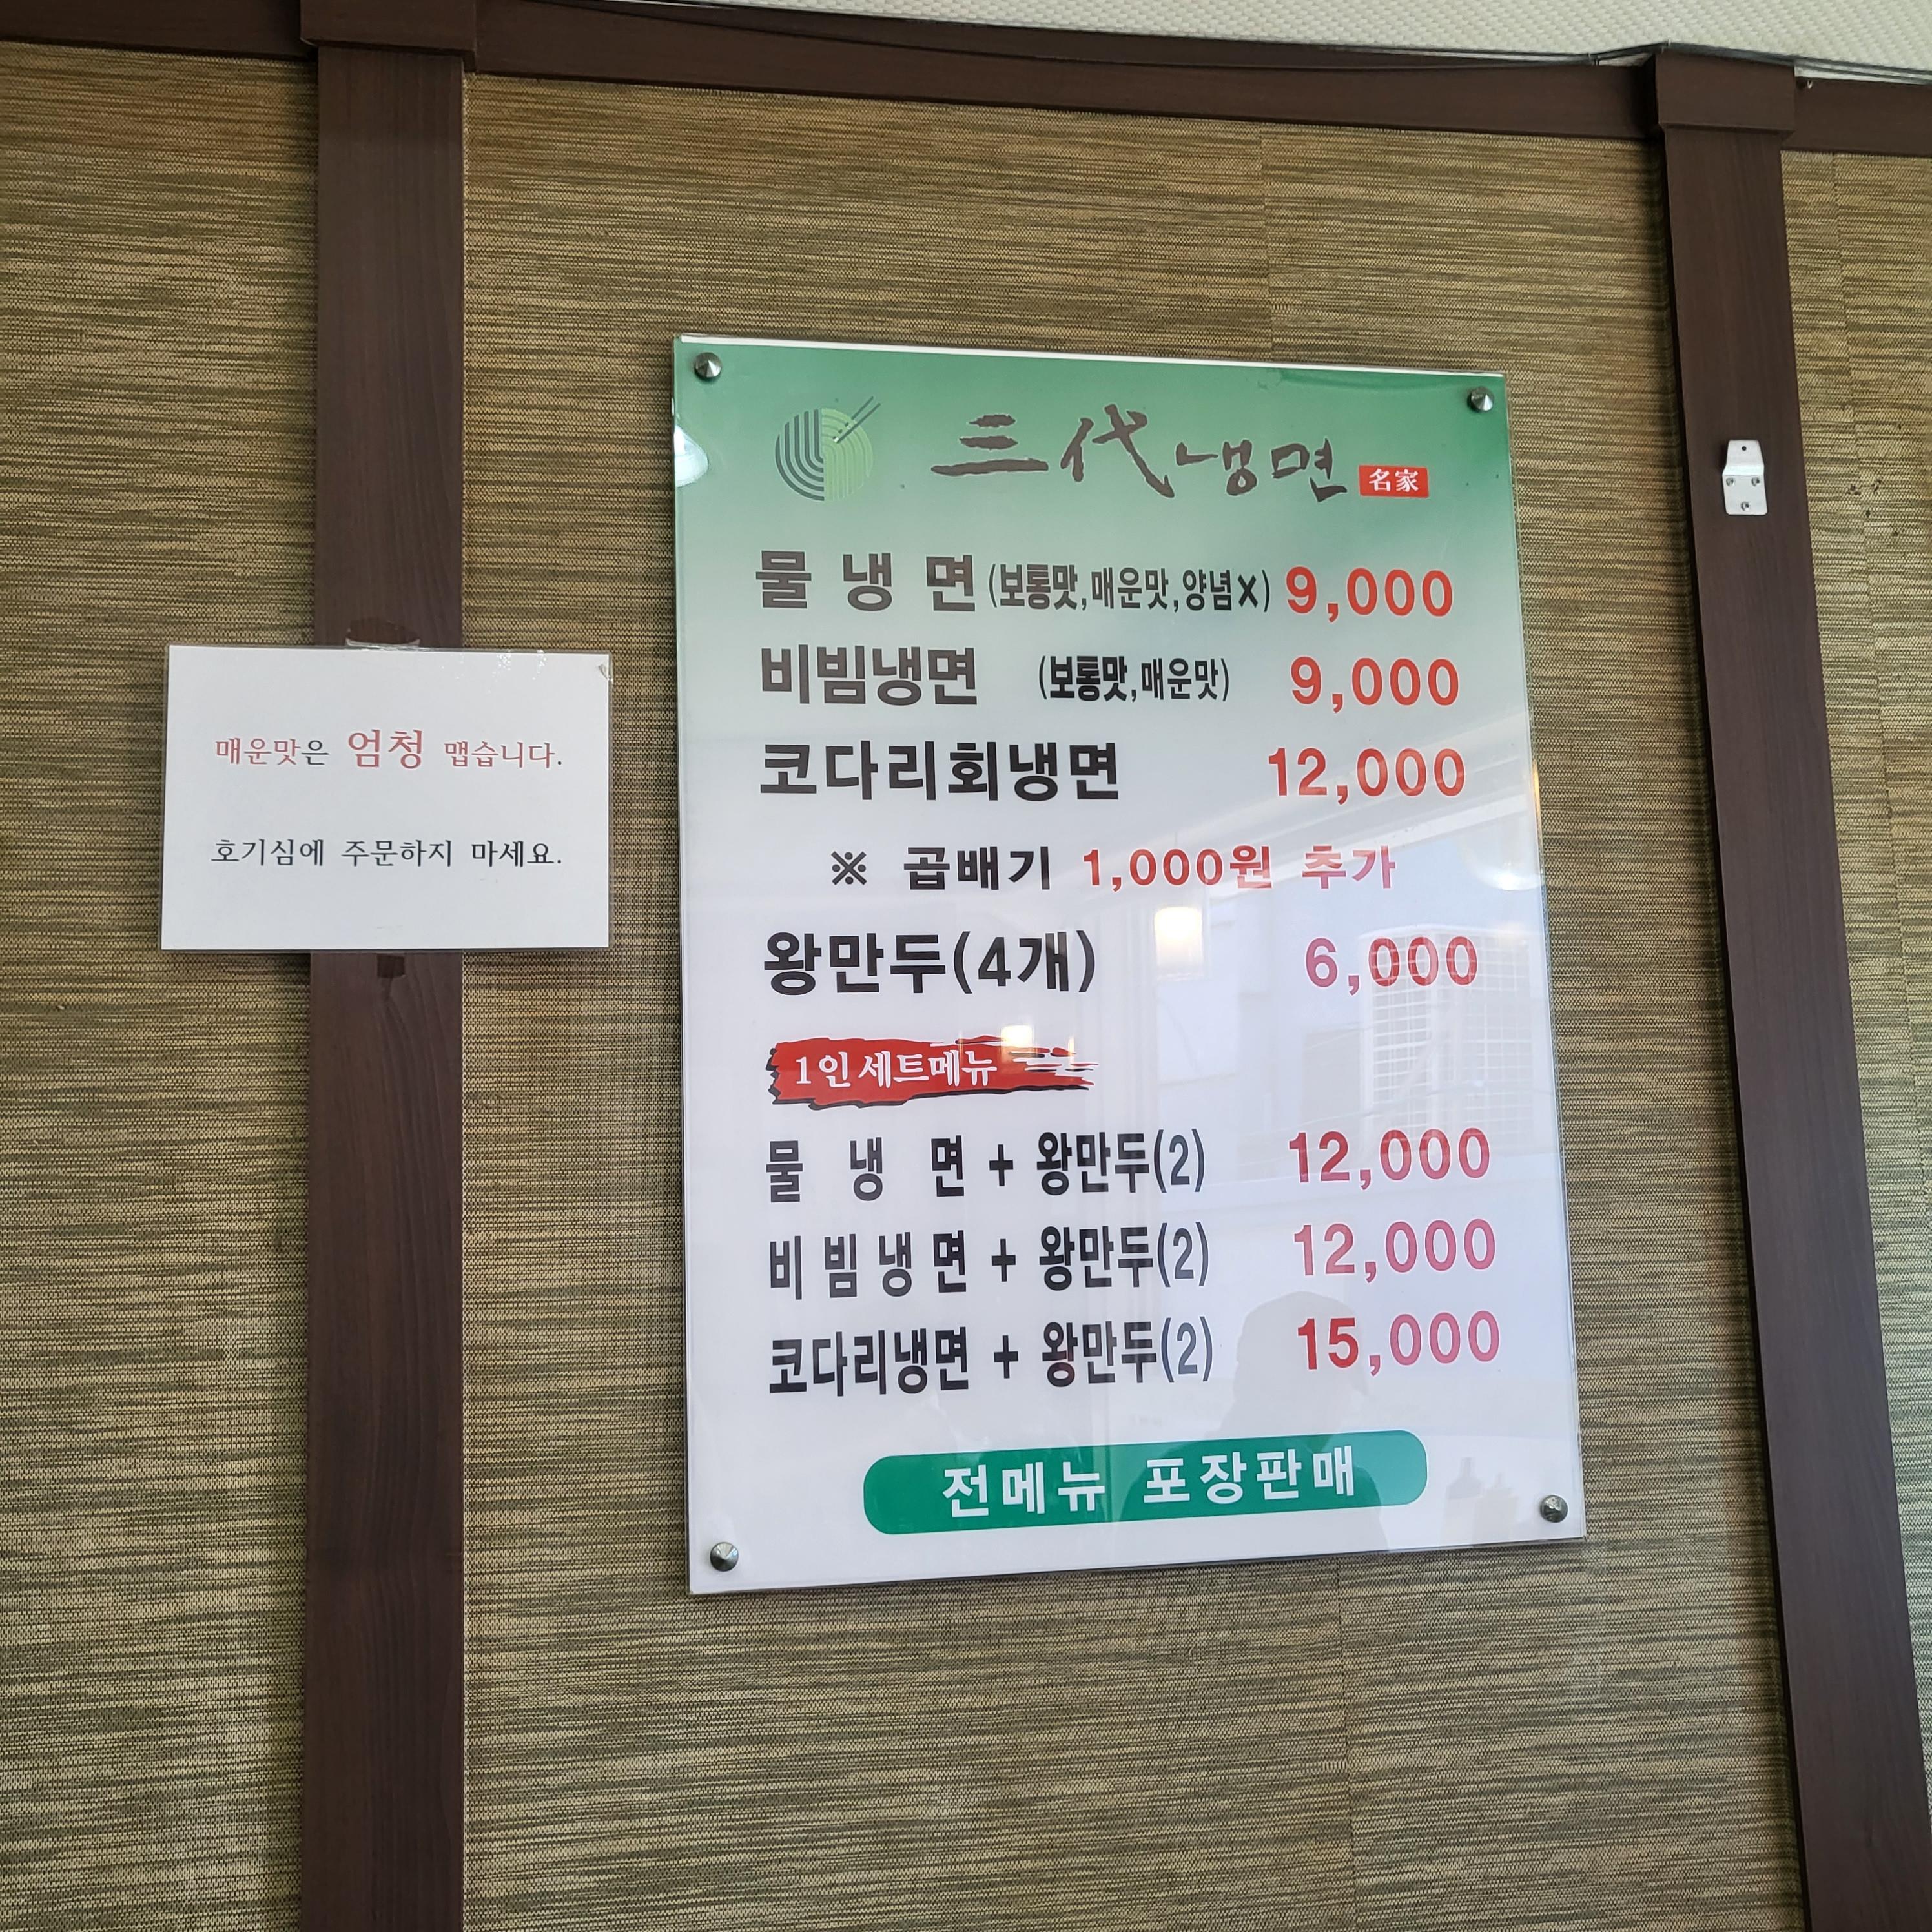 매운맛은 엄청 맵습니다.
호기심에 주문하지 마세요.
三代냉면 名家
물 냉 면 (보통맛,매운맛,양념X) 9,000
비빔냉면 (보통맛,매운맛) 9,000
코다리회냉면 12,000
※ 곱배기 1,000원 추가
왕만두(4개) 6,000
1인세트메뉴
물 냉 면 + 왕만두(2) 12,000
비 빔 냉 면 + 왕만두(2) 12,000
코다리냉면 + 왕만두(2) 15,000
전메뉴 포장판매